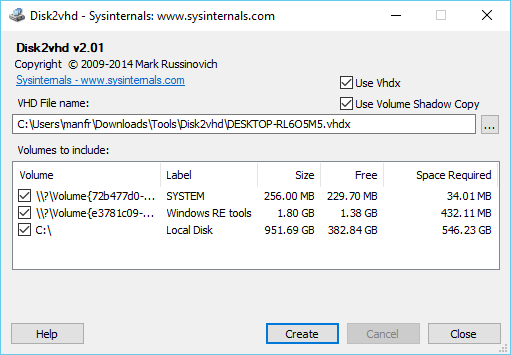 Disk2vhd - Sysinternals: www.sysinternals.com
Disk2vhd v2.01
Copyright © 2009-2014 Mark Russinovich
Sysinternals - www.sysinternals.com
Use Vhdx
VHD File name:
Use Volume Shadow Copy
C:\Users\manfr\Downloads\Tools\Disk2vhd\DESKTOP-RL6O5M5.vhdx
...
Volumes to include:
Volume Label Size Free Space Required
\\?\Volume{72b477d0-... SYSTEM 256.00 MB 229.70 MB 34.01 MB
\\?\Volume{e3781c09-... Windows RE tools 1.80 GB 1.38 GB 432.11 MB
C:\ Local Disk 951.69 GB 382.84 GB 546.23 GB
Help Create Cancel Close